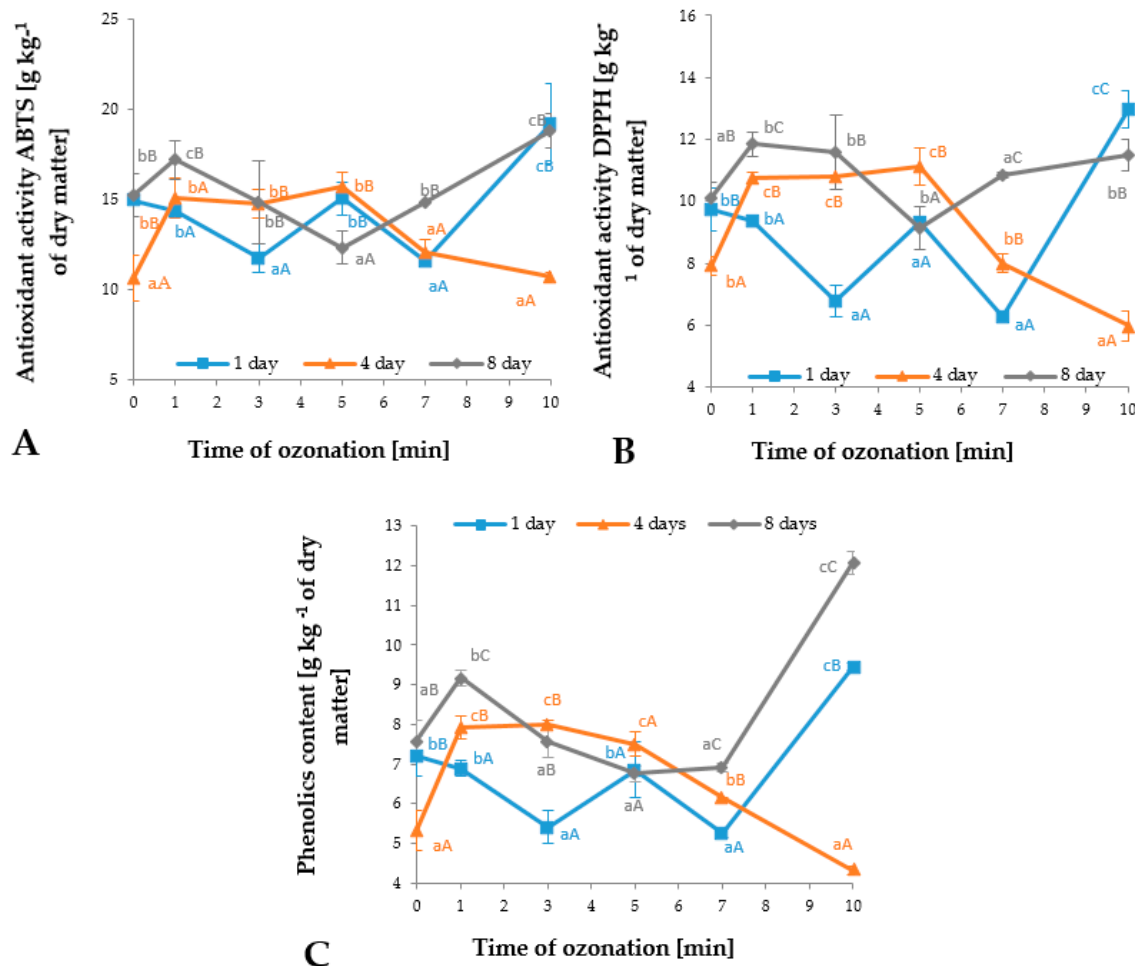 Antioxidant activity ABTS [g kg-¹
of dry matter]
25
20
15
10
5
bB
cB
bB
aA
bA
bA
bB
bB
aA
bB
bB
aA
bB
aA
aA
cB
cB
aA
1 day
4 day
8 day
0 1 2 3 4 5 6 7 8 9 10
Time of ozonation [min]
A
Antioxidant activity DPPH [g kg-
¹ of dry matter]
16
14
12
10
8
6
4
aB
bC
bB
bA
bA
cB
bB
cB
aA
cB
bA
aA
aC
bB
aA
cC
bB
aA
1 day
4 day
8 day
0 1 2 3 4 5 6 7 8 9 10
Time of ozonation [min]
B
Phenolics content [g kg -¹ of dry
matter]
13
12
11
10
9
8
7
6
5
4
1 day
4 days
8 days
aB
bB
aA
bC
cB
bA
cB
aB
aA
cA
bA
aA
aC
bB
aA
cC
cB
aA
0 1 2 3 4 5 6 7 8 9 10
Time of ozonation [min]
C